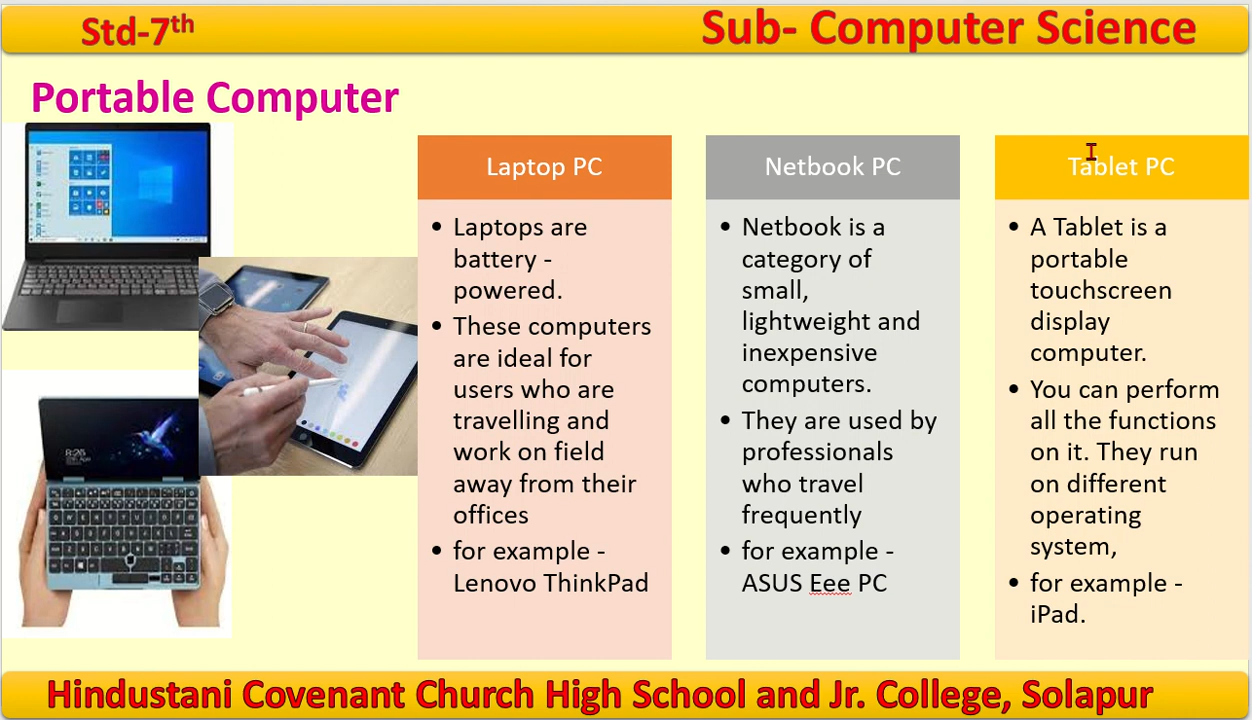 Std-7th
Sub- Computer Science
Portable Computer
Laptop PC
• Laptops are
battery -
powered.
• These computers
are ideal for
users who are
travelling and
work on field
away from their
offices
• for example -
Lenovo ThinkPad
Netbook PC
• Netbook is a
category of
small,
lightweight and
inexpensive
computers.
• They are used by
professionals
who travel
frequently
• for example -
ASUS Eee PC
Tablet PC
• A Tablet is a
portable
touchscreen
display
computer.
• You can perform
all the functions
on it. They run
on different
operating
system,
• for example -
iPad.
8:26
Hindustani Covenant Church High School and Jr. College, Solapur